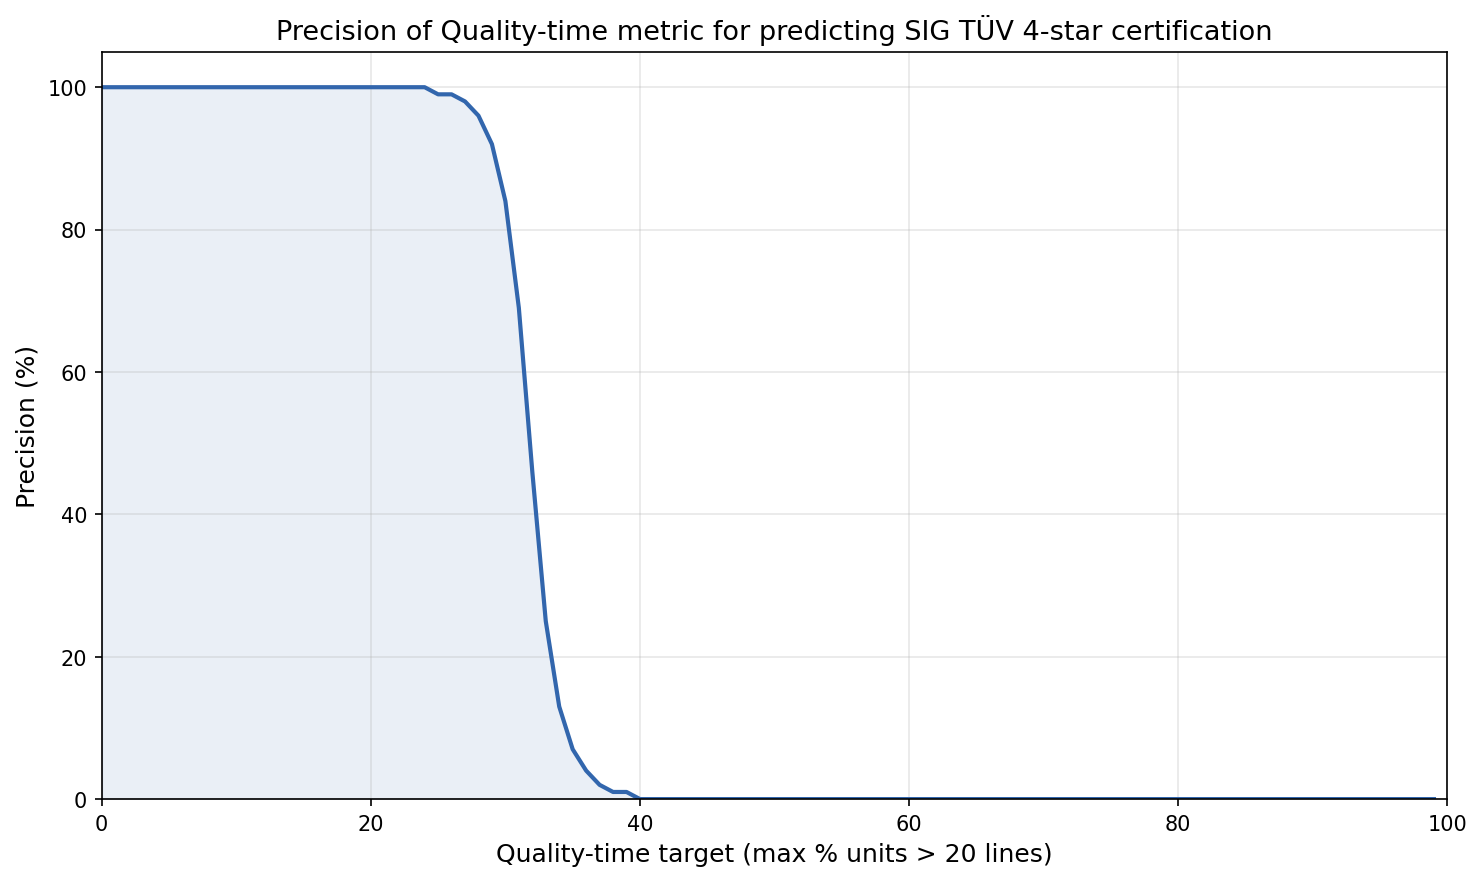 Precision of Quality-time metric for predicting SIG TÜV 4-star certification
Precision (%)
100
80
60
40
20
0
0 20 40 60 80 100
Quality-time target (max % units > 20 lines)